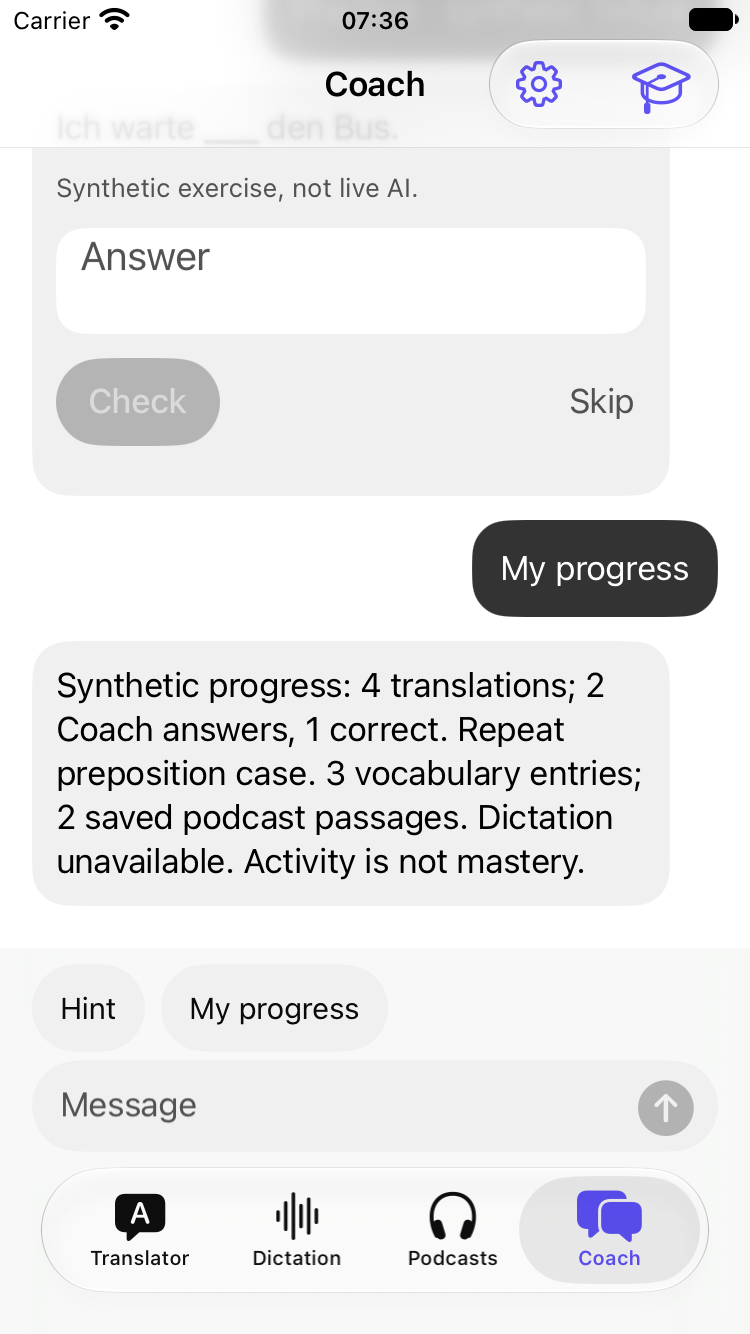 Carrier
07:36
Coach
Ich warte ____ den Bus.
Synthetic exercise, not live AI.
Answer
Check
Skip
My progress
Synthetic progress: 4 translations; 2
Coach answers, 1 correct. Repeat
preposition case. 3 vocabulary entries;
2 saved podcast passages. Dictation
unavailable. Activity is not mastery.
Hint
My progress
Message
A
Translator
Dictation
Podcasts
Coach